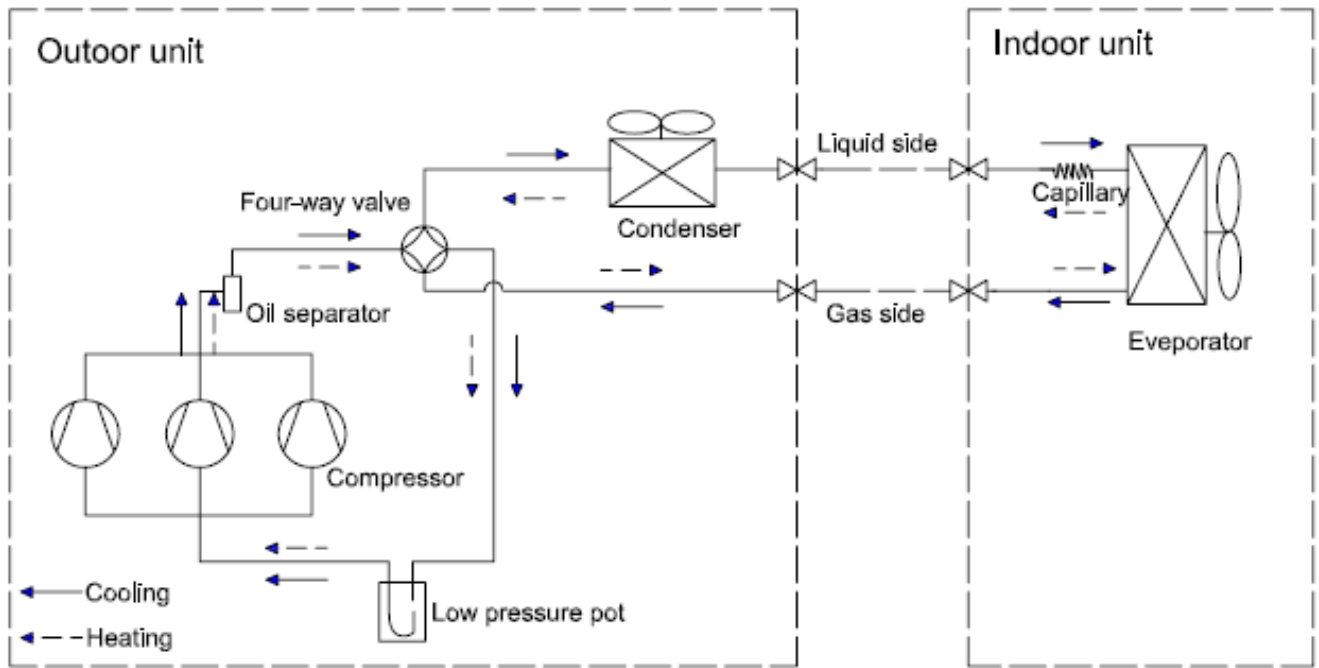 Outoor unit
Indoor unit
Liquid side
Capillary
Four-way valve
Condenser
Oil separator
Gas side
Eveporator
Compressor
Cooling
Low pressure pot
Heating